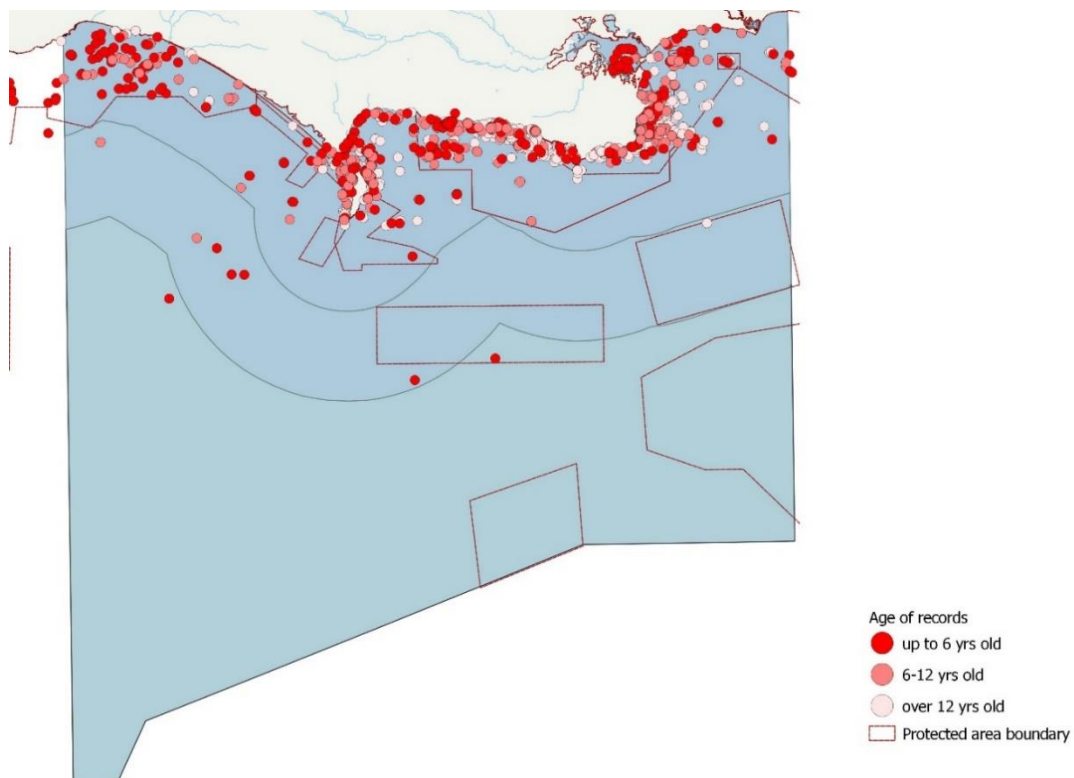 Age of records
up to 6 yrs old
6-12 yrs old
over 12 yrs old
Protected area boundary